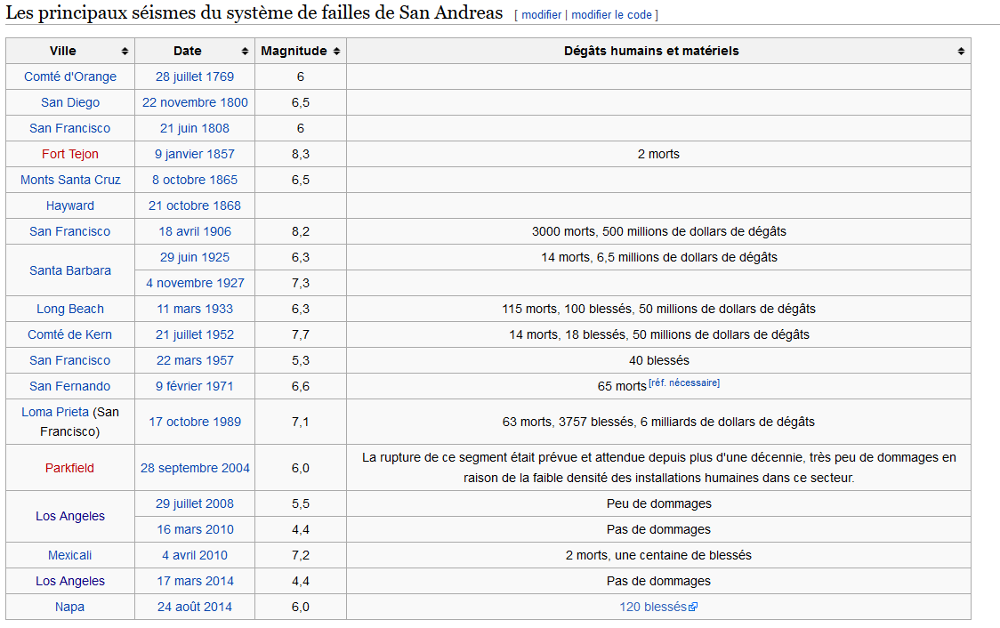 Les principaux séismes du système de failles de San Andreas [ modifier | modifier le code ]
Ville Date Magnitude Dégâts humains et matériels
Comté d'Orange 28 juillet 1769 6
San Diego 22 novembre 1800 6,5
San Francisco 21 juin 1808 6
Fort Tejon 9 janvier 1857 8,3 2 morts
Monts Santa Cruz 8 octobre 1865 6,5
Hayward 21 octobre 1868
San Francisco 18 avril 1906 8,2 3000 morts, 500 millions de dollars de dégâts
Santa Barbara 29 juin 1925 6,3 14 morts, 6,5 millions de dollars de dégâts
4 novembre 1927 7,3
Long Beach 11 mars 1933 6,3 115 morts, 100 blessés, 50 millions de dollars de dégâts
Comté de Kern 21 juillet 1952 7,7 14 morts, 18 blessés, 50 millions de dollars de dégâts
San Francisco 22 mars 1957 5,3 40 blessés
San Fernando 9 février 1971 6,6 65 morts [réf. nécessaire]
Loma Prieta (San
Francisco) 17 octobre 1989 7,1 63 morts, 3757 blessés, 6 milliards de dollars de dégâts
Parkfield 28 septembre 2004 6,0 La rupture de ce segment était prévue et attendue depuis plus d'une décennie, très peu de dommages en
raison de la faible densité des installations humaines dans ce secteur.
Los Angeles 29 juillet 2008 5,5 Peu de dommages
16 mars 2010 4,4 Pas de dommages
Mexicali 4 avril 2010 7,2 2 morts, une centaine de blessés
Los Angeles 17 mars 2014 4,4 Pas de dommages
Napa 24 août 2014 6,0 120 blessés